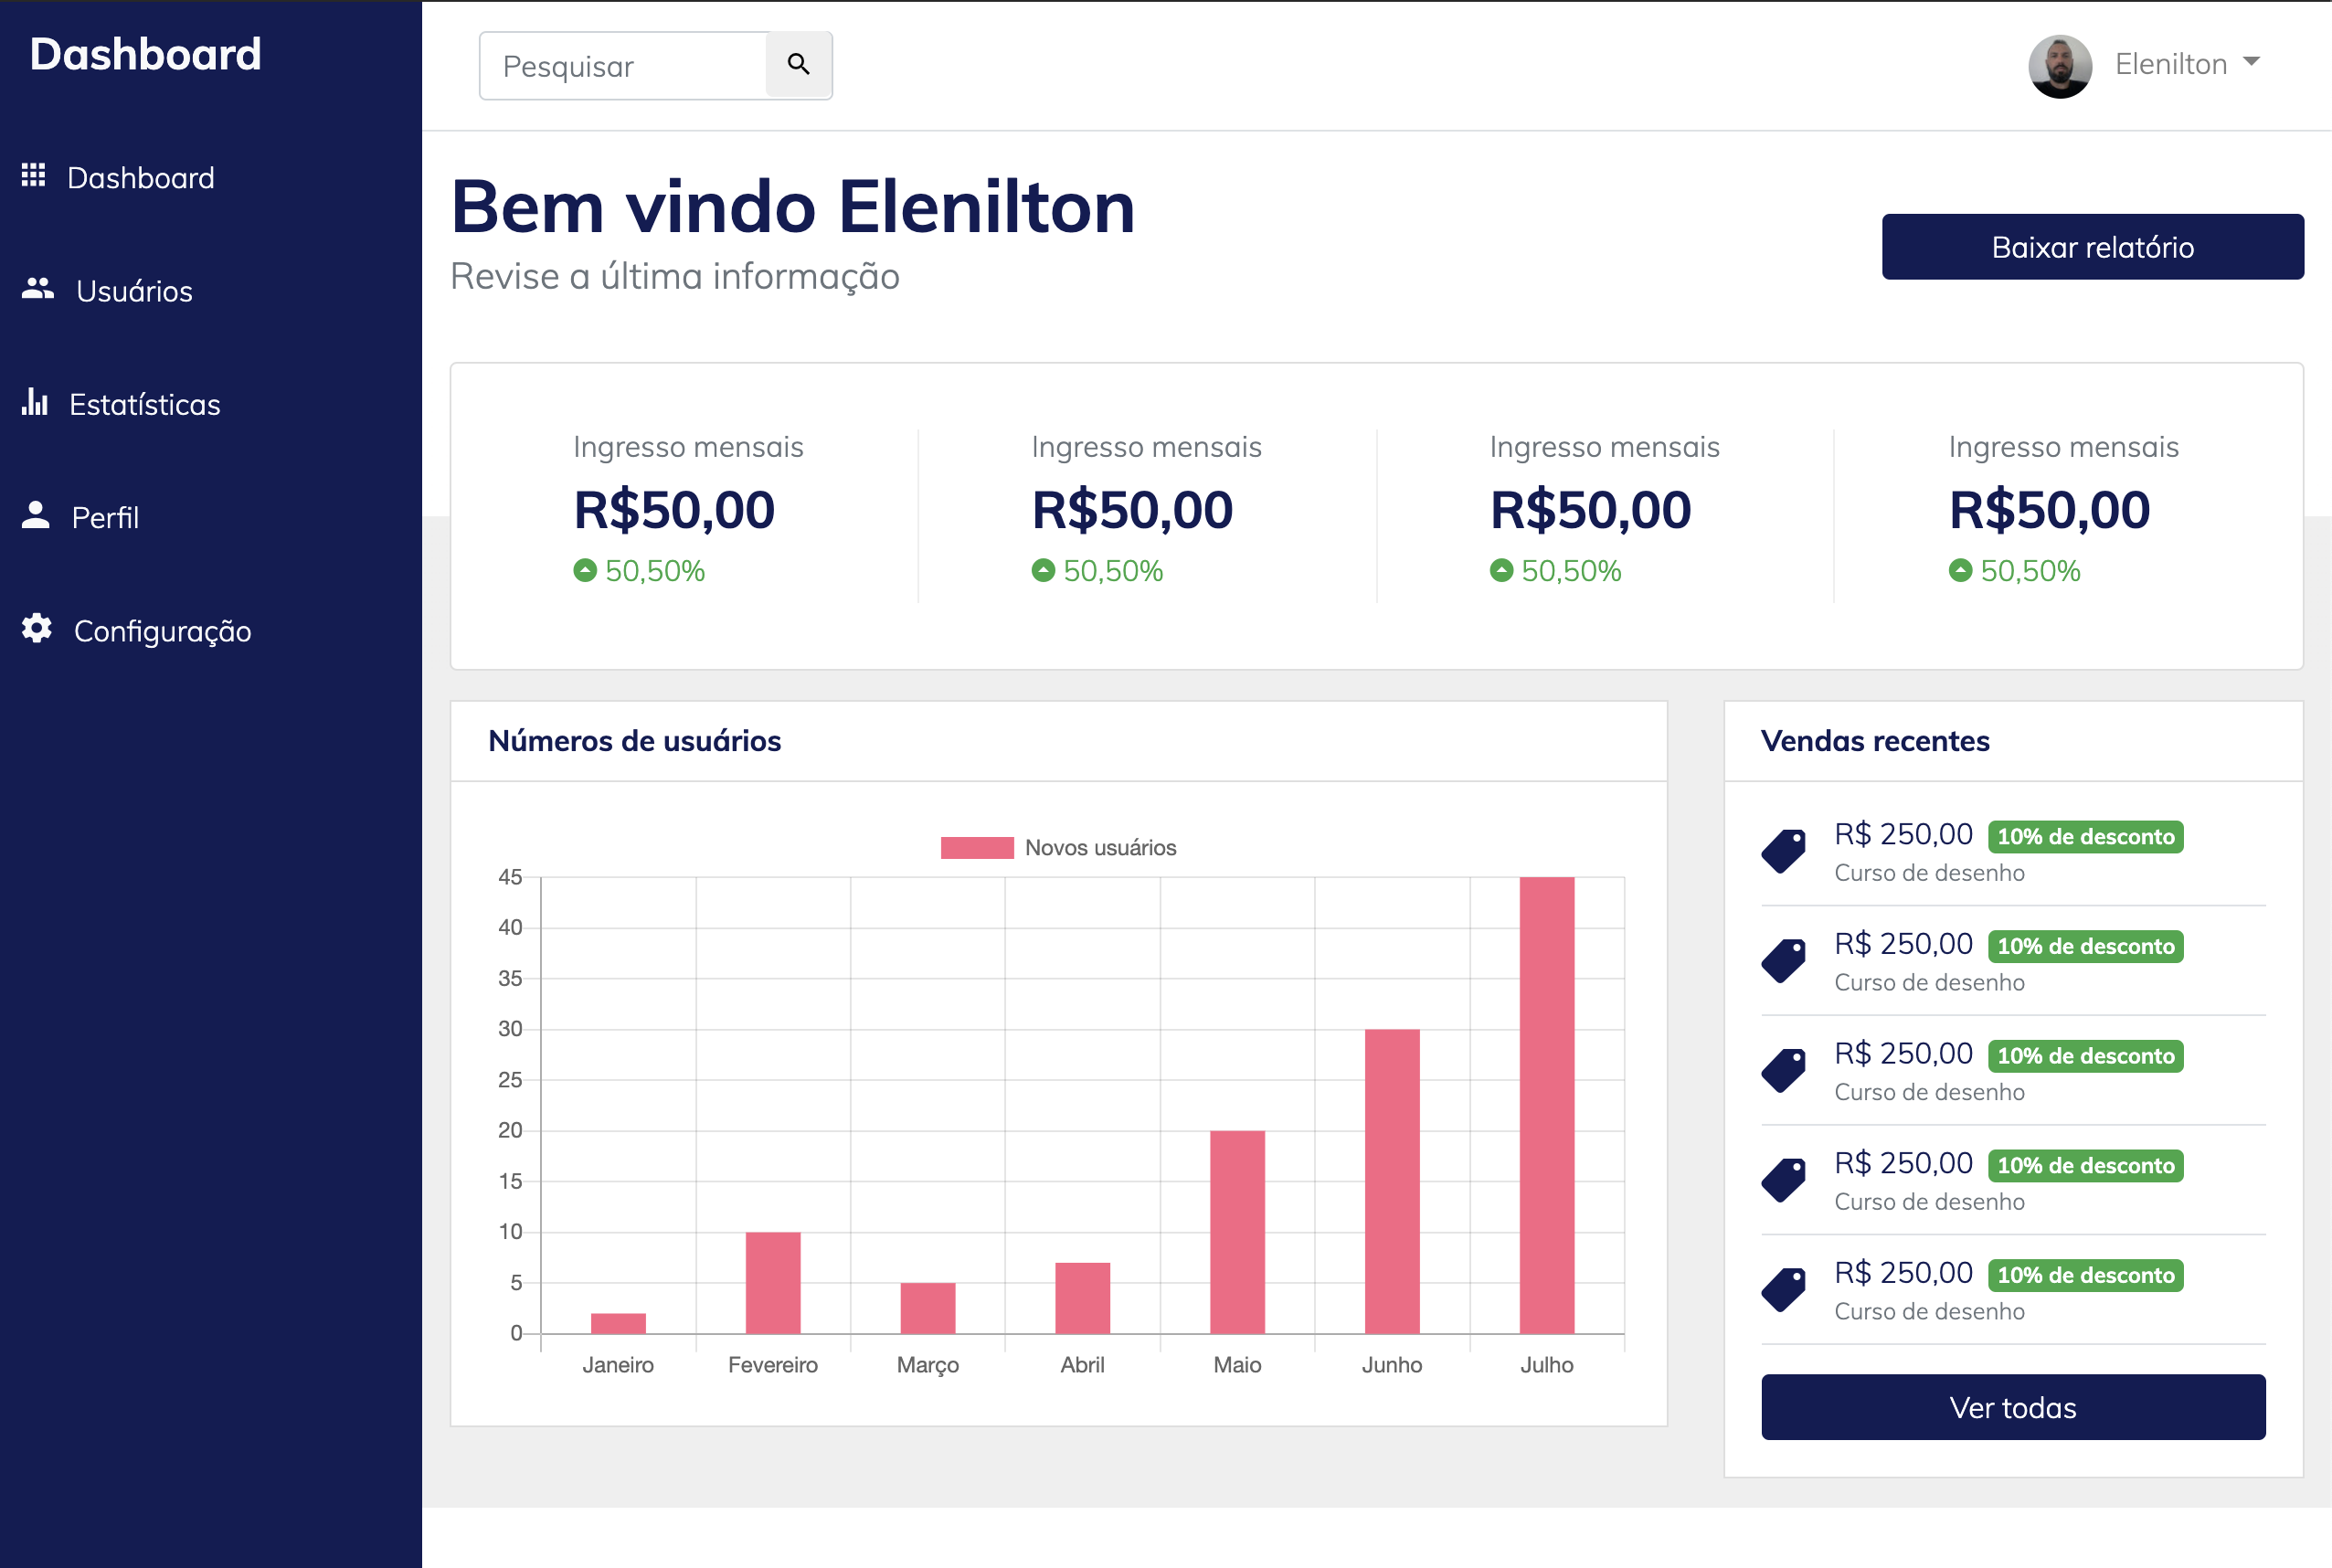 Dashboard
Dashboard
Usuários
Estatísticas
Perfil
Configuração
Pesquisar
Elenilton
Bem vindo Elenilton
Revise a última informação
Baixar relatório
Ingresso mensais
R$50,00
50,50%
Ingresso mensais
R$50,00
50,50%
Ingresso mensais
R$50,00
50,50%
Ingresso mensais
R$50,00
50,50%
Números de usuários
Novos usuários
45
40
35
30
25
20
15
10
5
0
Janeiro Fevereiro Março Abril Maio Junho Julho
Vendas recentes
R$ 250,00 10% de desconto
Curso de desenho
R$ 250,00 10% de desconto
Curso de desenho
R$ 250,00 10% de desconto
Curso de desenho
R$ 250,00 10% de desconto
Curso de desenho
R$ 250,00 10% de desconto
Curso de desenho
Ver todas